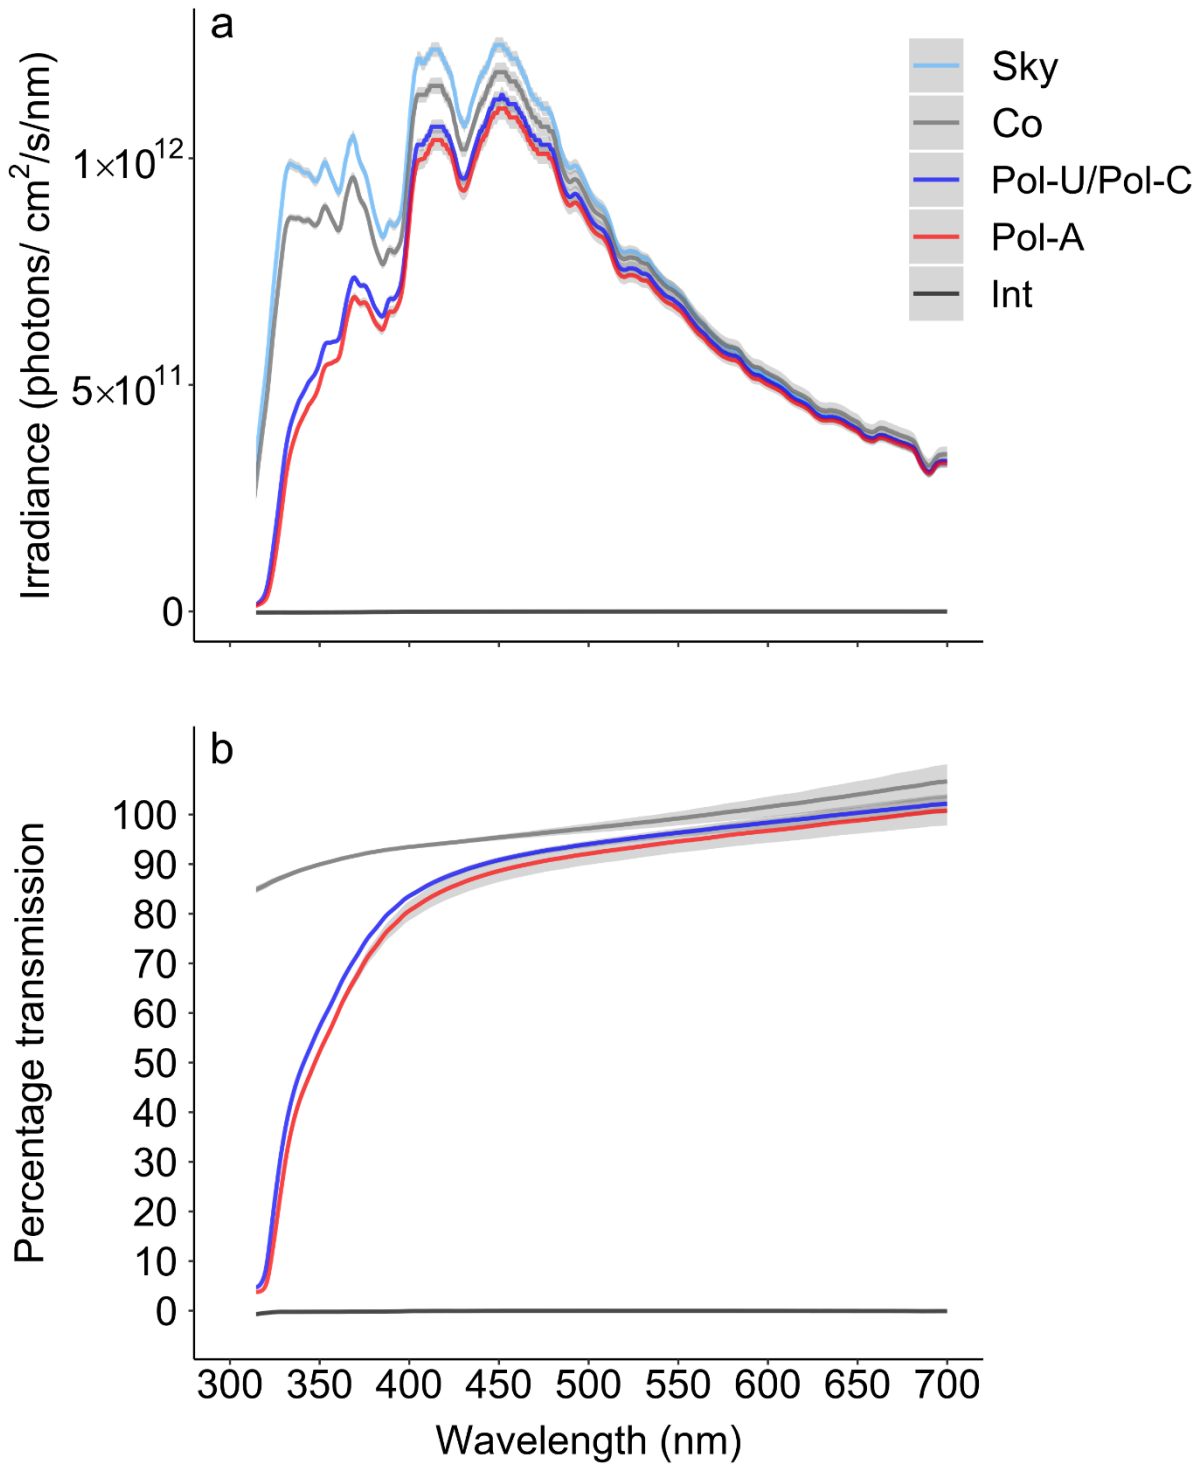 a
Irradiance (photons/ cm²/s/nm)
1×10¹²
5×10¹¹
0
Sky
Co
Pol-U/Pol-C
Pol-A
Int
b
Percentage transmission
100
90
80
70
60
50
40
30
20
10
0
300 350 400 450 500 550 600 650 700
Wavelength (nm)